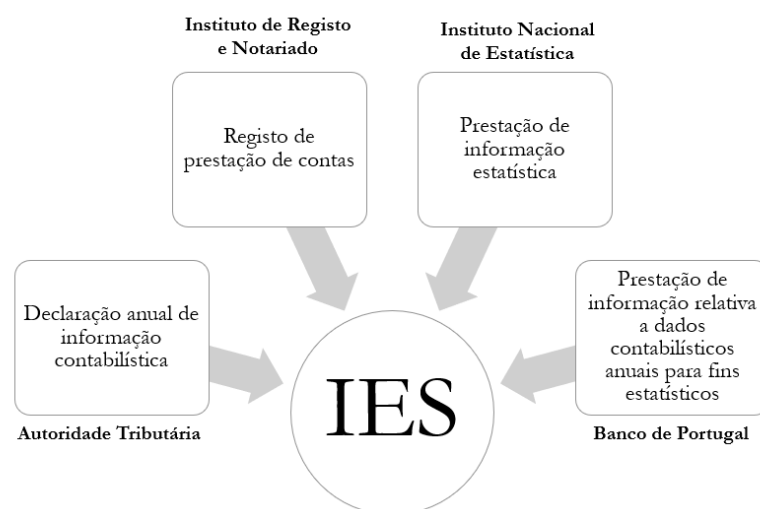 Instituto de Registo
e Notariado
Instituto Nacional
de Estatística
Registo de
prestação de contas
Prestação de
informação
estatística
Declaração anual de
informação
contabilística
Autoridade Tributária
IES
Prestação de
informação relativa
a dados
contabilísticos
anuais para fins
estatísticos
Banco de Portugal